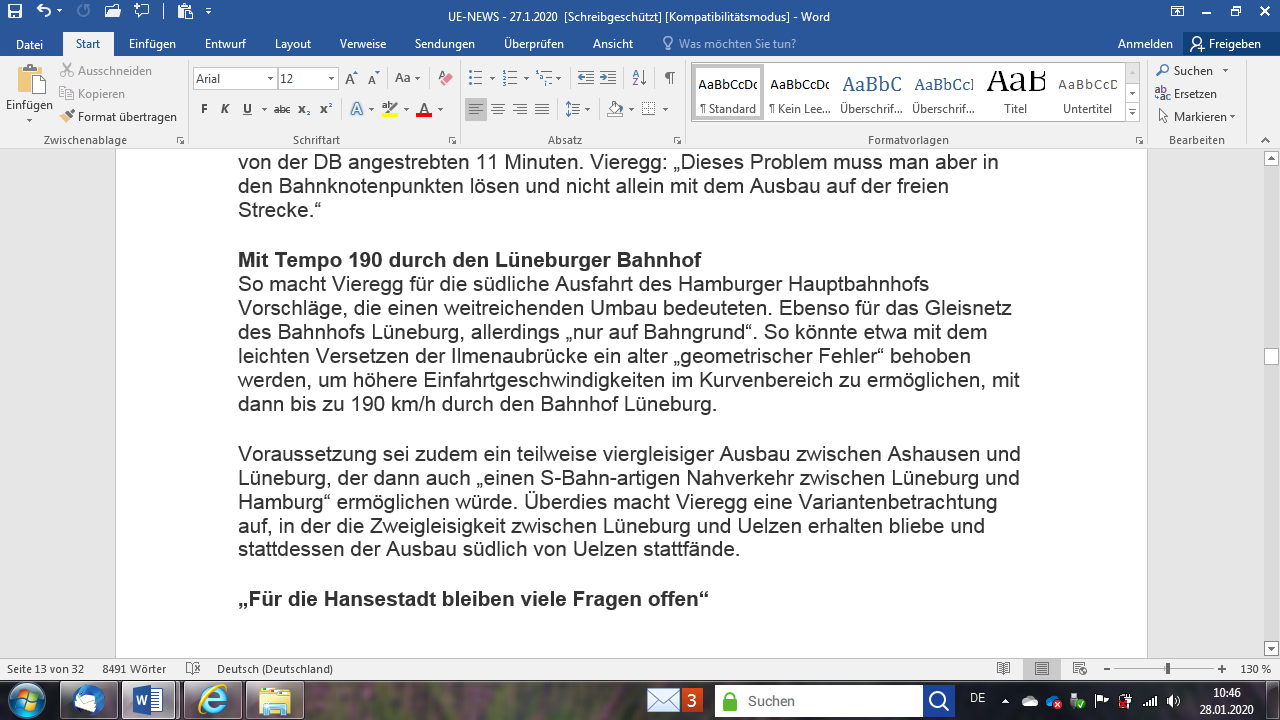 UE-NEWS - 27.1.2020 [Schreibgeschützt] [Kompatibilitätsmodus] - Word
Datei Start Einfügen Entwurf Layout Verweise Sendungen Überprüfen Ansicht Was möchten Sie tun? Anmelden Freigeben
Einfügen
Ausschneiden
Kopieren
Format übertragen
Zwischenablage
Arial 12
F K U abc x₂ x²
Schriftart
Absatz
AaBbCcDc AaBbCcDc AaBbC AaBbCcI AaB AaBbCcD
¶ Standard ¶ Kein Lee... Überschrif... Überschrif... Titel Untertitel
Formatvorlagen
Suchen
Ersetzen
Markieren
Bearbeiten
von der DB angestrebten 11 Minuten. Vieregg: „Dieses Problem muss man aber in
den Bahnknotenpunkten lösen und nicht allein mit dem Ausbau auf der freien
Strecke.“
Mit Tempo 190 durch den Lüneburger Bahnhof
So macht Vieregg für die südliche Ausfahrt des Hamburger Hauptbahnhofs
Vorschläge, die einen weitreichenden Umbau bedeuteten. Ebenso für das Gleisnetz
des Bahnhofs Lüneburg, allerdings „nur auf Bahngrund“. So könnte etwa mit dem
leichten Versetzen der Ilmenaubrücke ein alter „geometrischer Fehler“ behoben
werden, um höhere Einfahrtgeschwindigkeiten im Kurvenbereich zu ermöglichen, mit
dann bis zu 190 km/h durch den Bahnhof Lüneburg.
Voraussetzung sei zudem ein teilweise viergleisiger Ausbau zwischen Ashausen und
Lüneburg, der dann auch „einen S-Bahn-artigen Nahverkehr zwischen Lüneburg und
Hamburg“ ermöglichen würde. Überdies macht Vieregg eine Variantenbetrachtung
auf, in der die Zweigleisigkeit zwischen Lüneburg und Uelzen erhalten bliebe und
stattdessen der Ausbau südlich von Uelzen stattfände.
„Für die Hansestadt bleiben viele Fragen offen“
Seite 13 von 32 8491 Wörter Deutsch (Deutschland) 130 %
3 Suchen DE 10:46
28.01.2020